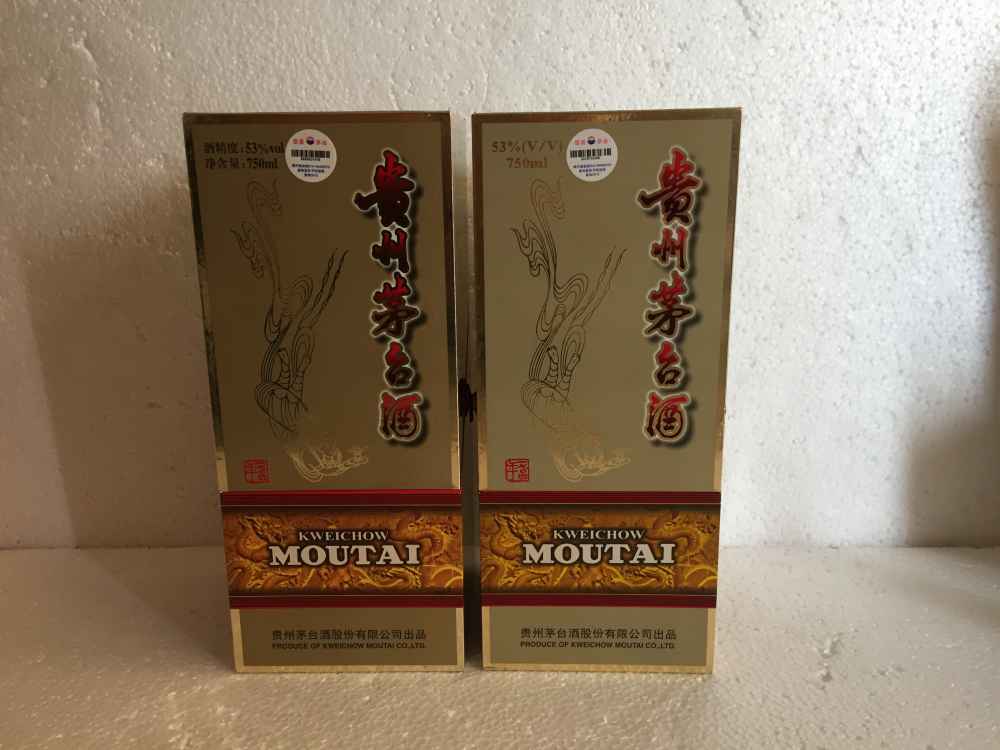 酒精度:53%vol
净含量:750ml
贵州茅台酒
KWEICHOW
MOUTAI
贵州茅台酒股份有限公司出品
PRODUCE OF KWEICHOW MOUTAI CO.,LTD.
53%(V/V)
750ml
贵州茅台酒
KWEICHOW
MOUTAI
贵州茅台酒股份有限公司出品
PRODUCE OF KWEICHOW MOUTAI CO.,LTD.